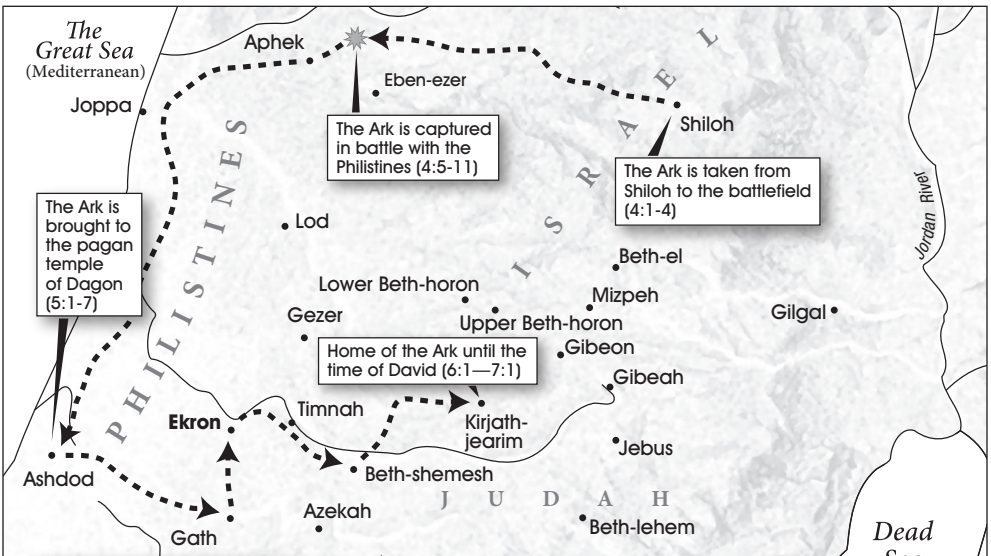 The
Great Sea
(Mediterranean)
Aphek
Eben-ezer
Joppa
Shiloh
The Ark is captured
in battle with the
Philistines (4:5-11)
The Ark is taken from
Shiloh to the battlefield
(4:1-4)
ISRAEL
PHILISTINES
Jordan River
The Ark is
brought to
the pagan
temple
of Dagon
(5:1-7)
Lod
Beth-el
Lower Beth-horon
Mizpeh
Gezer
Upper Beth-horon
Gilgal
Gibeon
Home of the Ark until the
time of David (6:1—7:1)
Gibeah
Timnah
Ekron
Kirjath-
jearim
Jebus
Ashdod
Beth-shemesh
JUDAH
Gath
Azekah
Beth-lehem
Dead